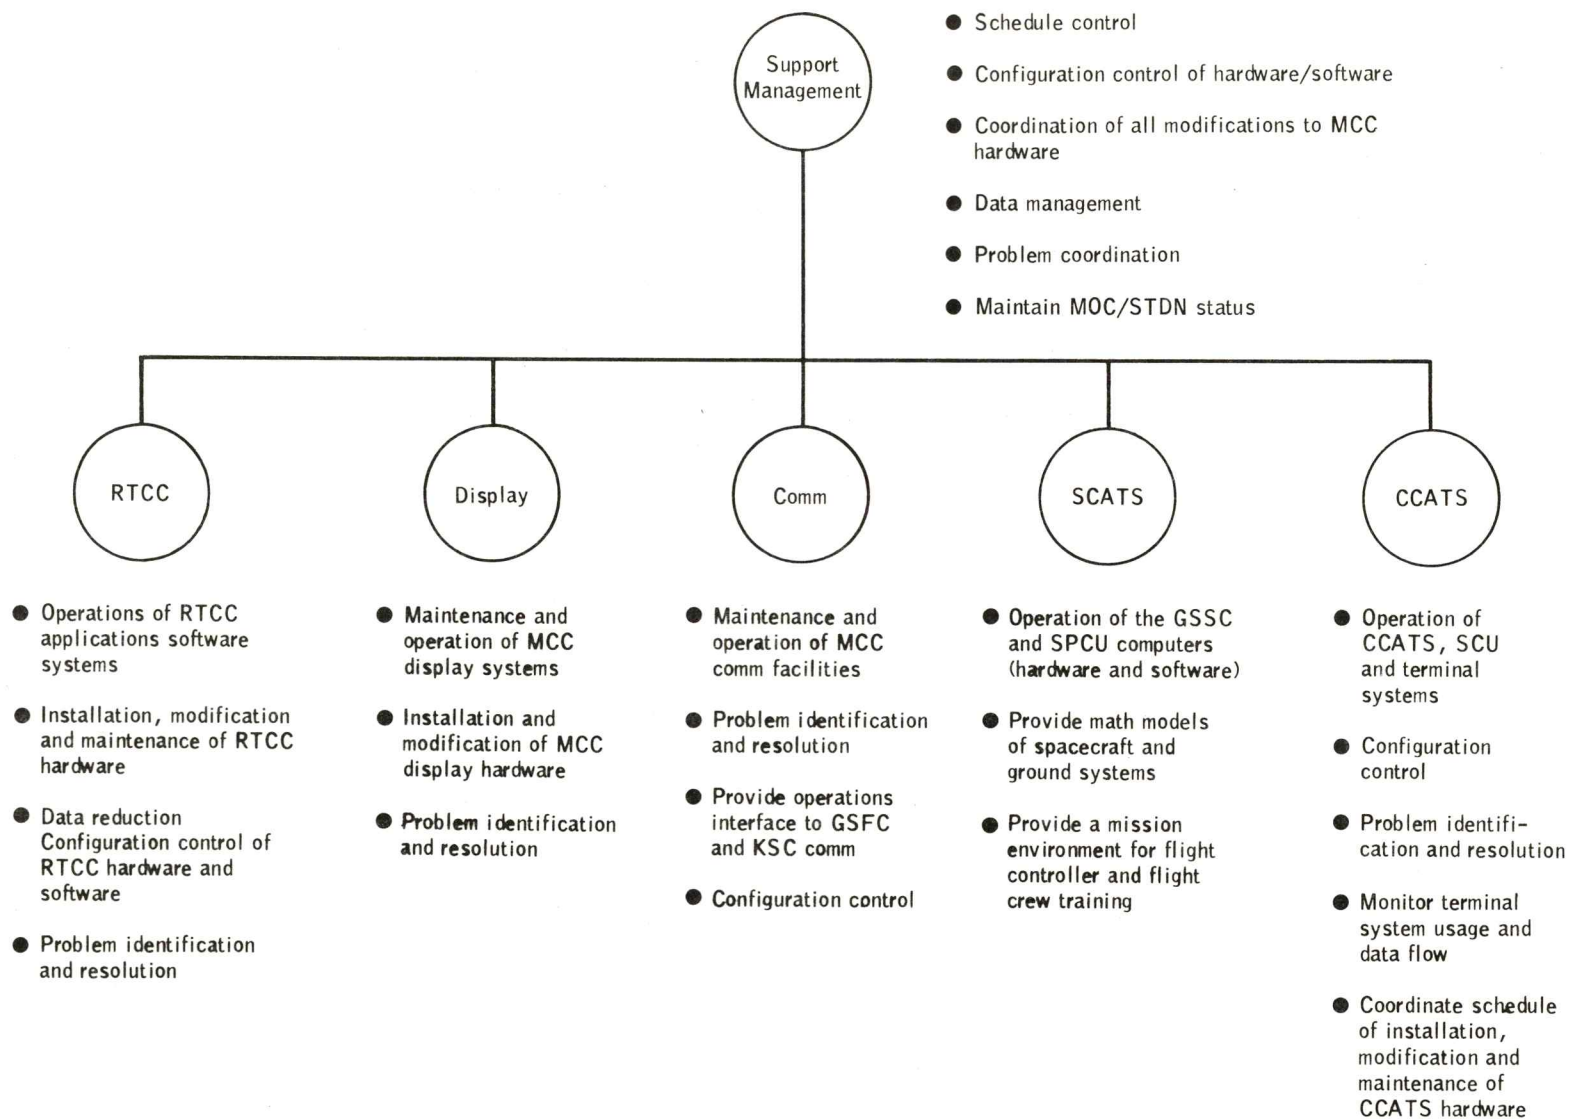 Support
Management
● Schedule control
● Configuration control of hardware/software
● Coordination of all modifications to MCC
hardware
● Data management
● Problem coordination
● Maintain MOC/STDN status
RTCC
Display
Comm
SCATS
CCATS
● Operations of RTCC
applications software
systems
● Installation, modification
and maintenance of RTCC
hardware
● Data reduction
Configuration control of
RTCC hardware and
software
● Problem identification
and resolution
● Maintenance and
operation of MCC
display systems
● Installation and
modification of MCC
display hardware
● Problem identification
and resolution
● Maintenance and
operation of MCC
comm facilities
● Problem identification
and resolution
● Provide operations
interface to GSFC
and KSC comm
● Configuration control
● Operation of the GSSC
and SPCU computers
(hardware and software)
● Provide math models
of spacecraft and
ground systems
● Provide a mission
environment for flight
controller and flight
crew training
● Operation of
CCATS, SCU
and terminal
systems
● Configuration
control
● Problem identifi-
cation and resolution
● Monitor terminal
system usage and
data flow
● Coordinate schedule
of installation,
modification and
maintenance of
CCATS hardware